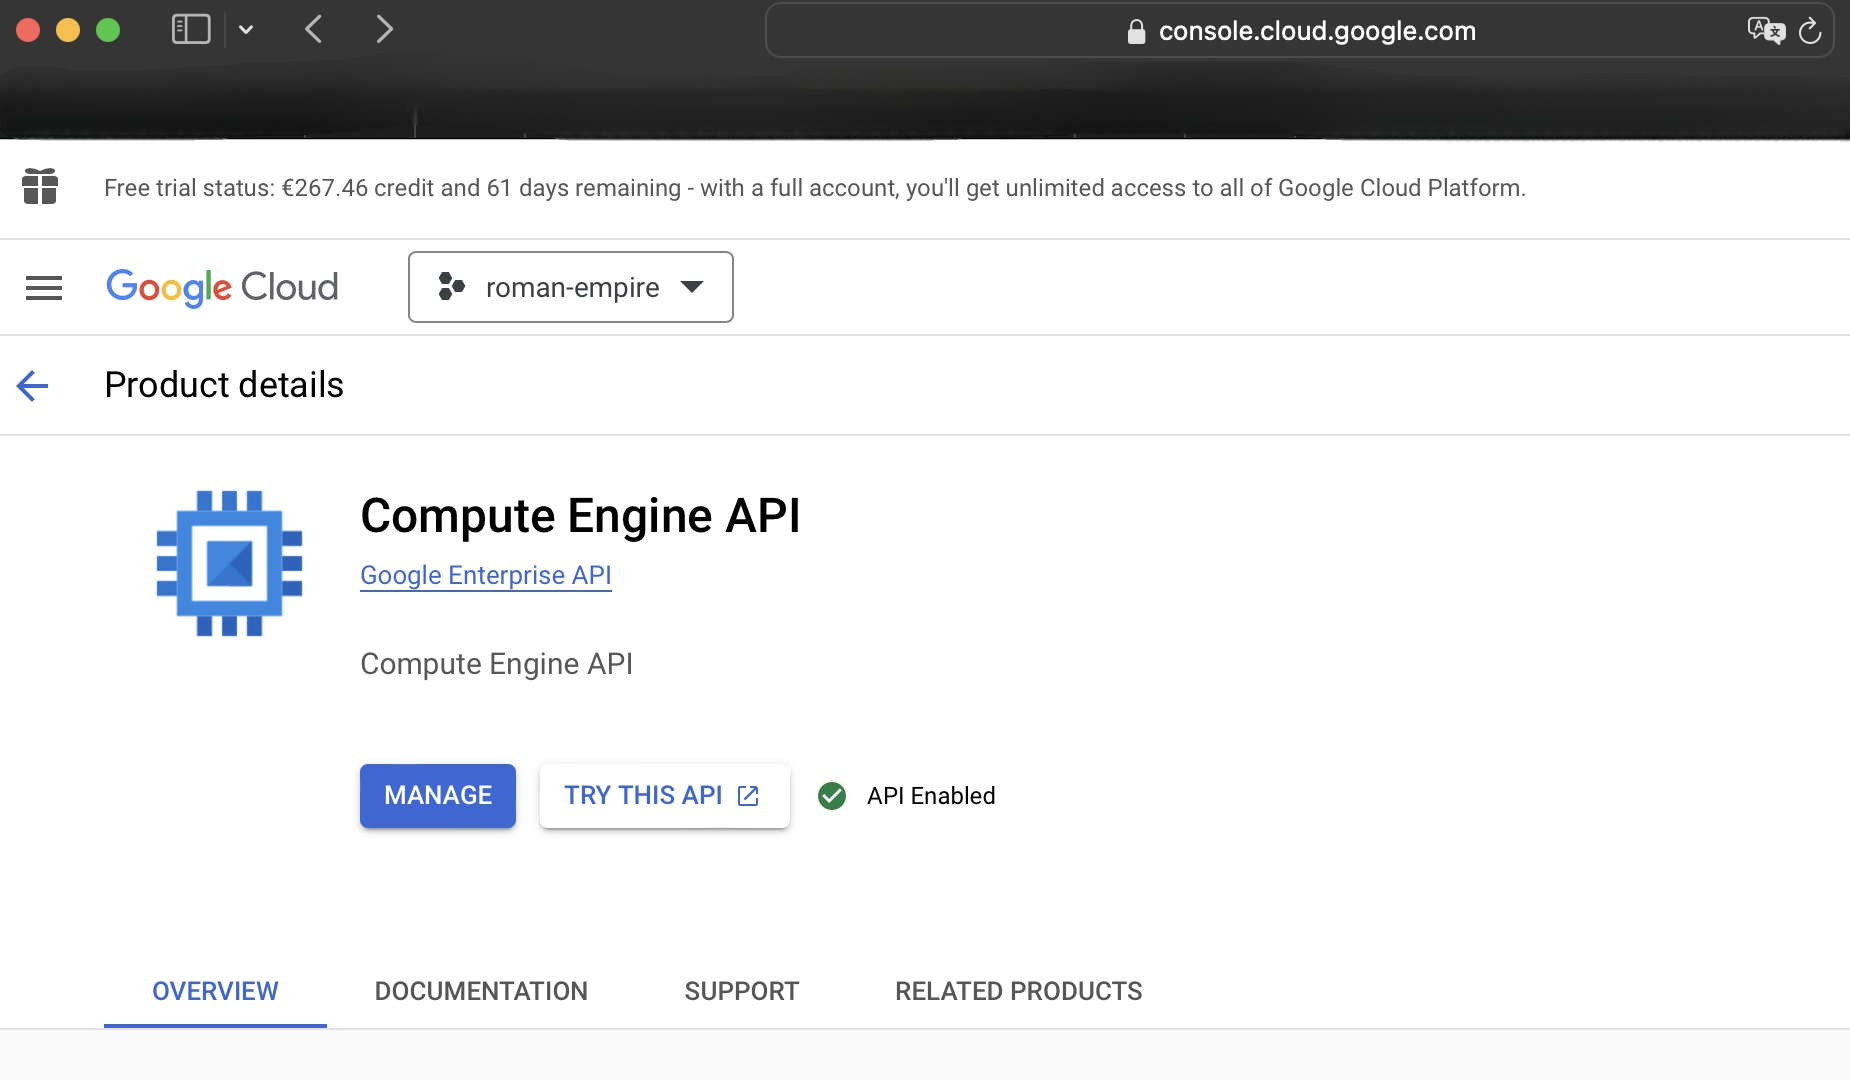 console.cloud.google.com
Free trial status: €267.46 credit and 61 days remaining - with a full account, you'll get unlimited access to all of Google Cloud Platform.
Google Cloud roman-empire
Product details
Compute Engine API
Google Enterprise API
Compute Engine API
MANAGE TRY THIS API API Enabled
OVERVIEW DOCUMENTATION SUPPORT RELATED PRODUCTS